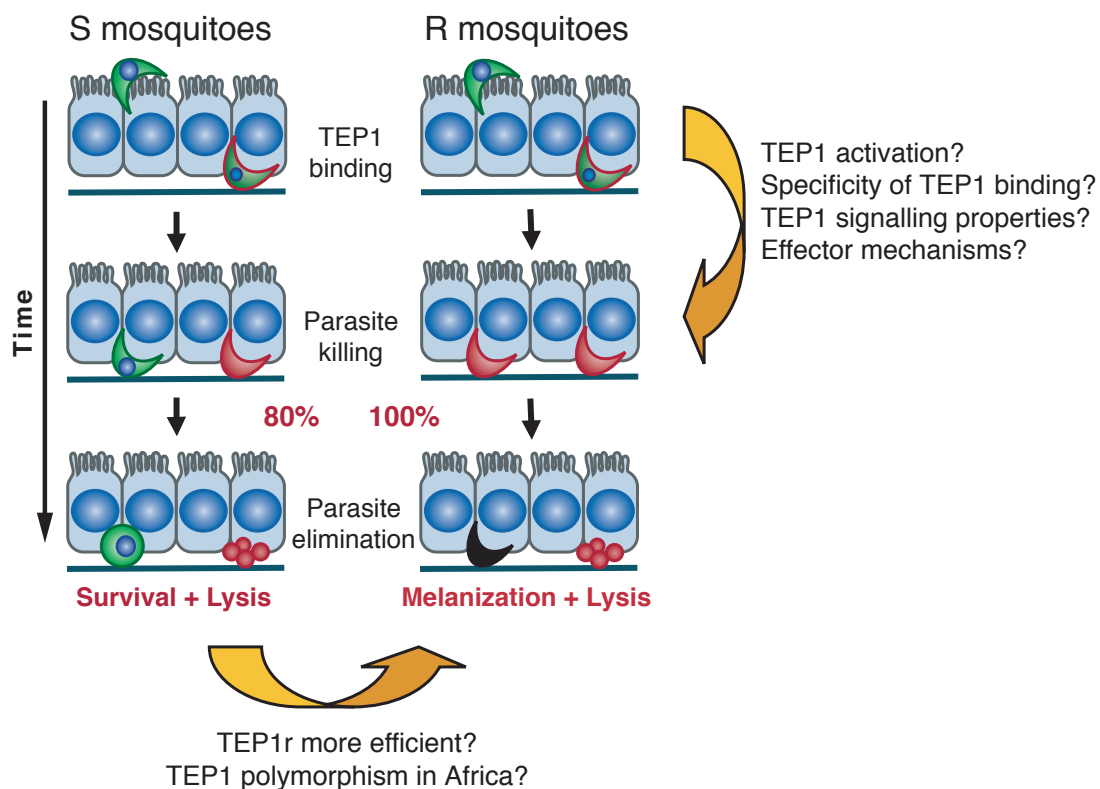 S mosquitoes
R mosquitoes
Time
TEP1
binding
TEP1 activation?
Specificity of TEP1 binding?
TEP1 signalling properties?
Effector mechanisms?
Parasite
killing
80%
100%
Parasite
elimination
Survival + Lysis
Melanization + Lysis
TEP1r more efficient?
TEP1 polymorphism in Africa?